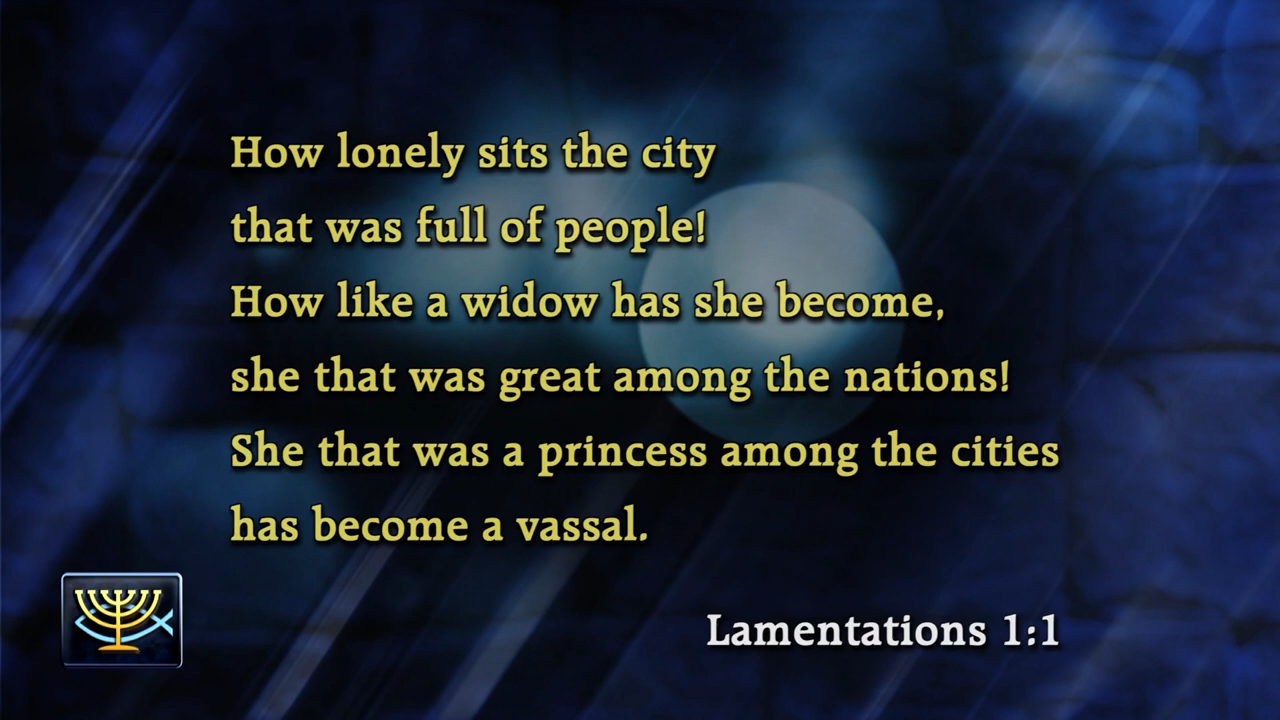 How lonely sits the city
that was full of people!
How like a widow has she become,
she that was great among the nations!
She that was a princess among the cities
has become a vassal.
Lamentations 1:1